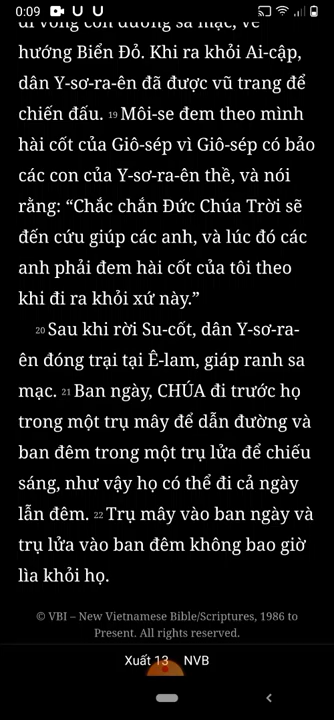 0:09 U U
đi vòng con đường sa mạc, về
hướng Biển Đỏ. Khi ra khỏi Ai-cập,
dân Y-sơ-ra-ên đã được vũ trang để
chiến đấu. 19 Môi-se đem theo mình
hài cốt của Giô-sép vì Giô-sép có bảo
các con của Y-sơ-ra-ên thề, và nói
rằng: “Chắc chắn Đức Chúa Trời sẽ
đến cứu giúp các anh, và lúc đó các
anh phải đem hài cốt của tôi theo
khi đi ra khỏi xứ này.”
20 Sau khi rời Su-cốt, dân Y-sơ-ra-
ên đóng trại tại Ê-lam, giáp ranh sa
mạc. 21 Ban ngày, CHÚA đi trước họ
trong một trụ mây để dẫn đường và
ban đêm trong một trụ lửa để chiếu
sáng, như vậy họ có thể đi cả ngày
lẫn đêm. 22 Trụ mây vào ban ngày và
trụ lửa vào ban đêm không bao giờ
lìa khỏi họ.
© VBI – New Vietnamese Bible/Scriptures, 1986 to
Present. All rights reserved.
Xuất 13 NVB